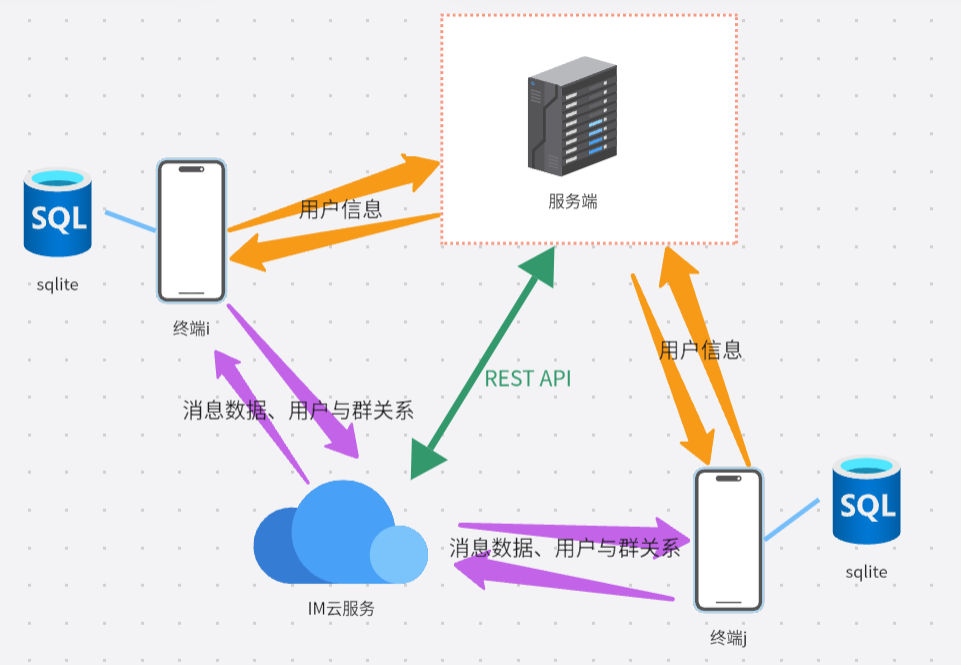 服务端
SQL
用户信息
sqlite
终端i
用户信息
REST API
消息数据、用户与群关系
SQL
消息数据、用户与群关系
sqlite
IM云服务
终端j